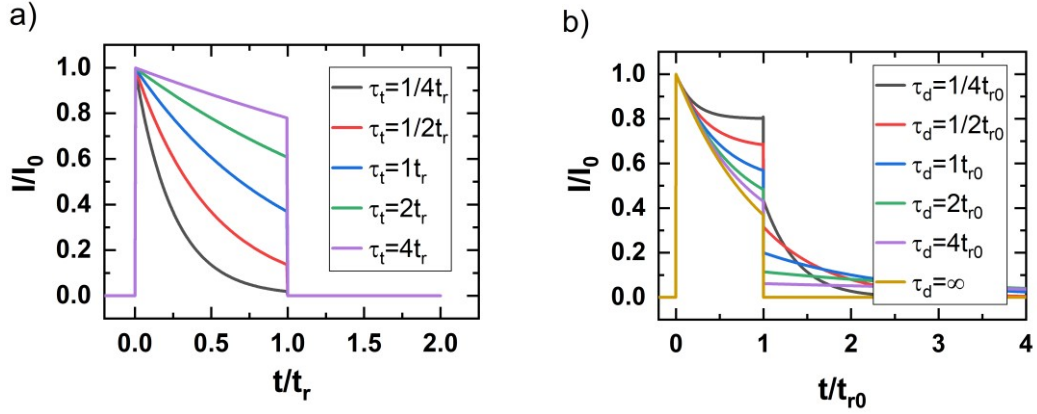 a)
I/I₀
1.0
0.8
0.6
0.4
0.2
0.0
τₜ=1/4tᵣ
τₜ=1/2tᵣ
τₜ=1tᵣ
τₜ=2tᵣ
τₜ=4tᵣ
0.0 0.5 1.0 1.5 2.0
t/tᵣ
b)
I/I₀
1.0
0.8
0.6
0.4
0.2
0.0
τd=1/4tr0
τd=1/2tr0
τd=1tr0
τd=2tr0
τd=4tr0
τd=∞
0 1 2 3 4
t/tr0